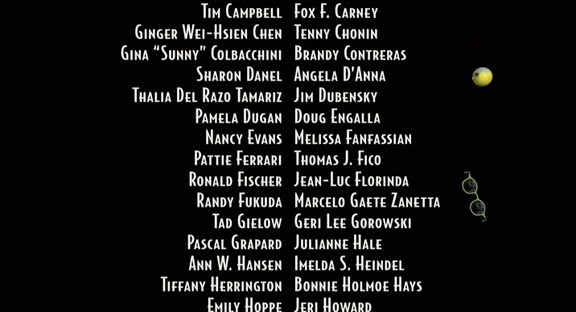 Tim Campbell Fox F. Carney
Ginger Wei-Hsien Chen Tenny Chonin
Gina "Sunny" Colbacchini Brandy Contreras
Sharon Danel Angela D'Anna
Thalia Del Razo Tamariz Jim Dubensky
Pamela Dugan Doug Engalla
Nancy Evans Melissa Fanfassian
Pattie Ferrari Thomas J. Fico
Ronald Fischer Jean-Luc Florinda
Randy Fukuda Marcelo Gaete Zanetta
Tad Gielow Geri Lee Gorowski
Pascal Grapard Julianne Hale
Ann W. Hansen Imelda S. Heindel
Tiffany Herrington Bonnie Holmoe Hays
Emily Hoppe Jeri Howard